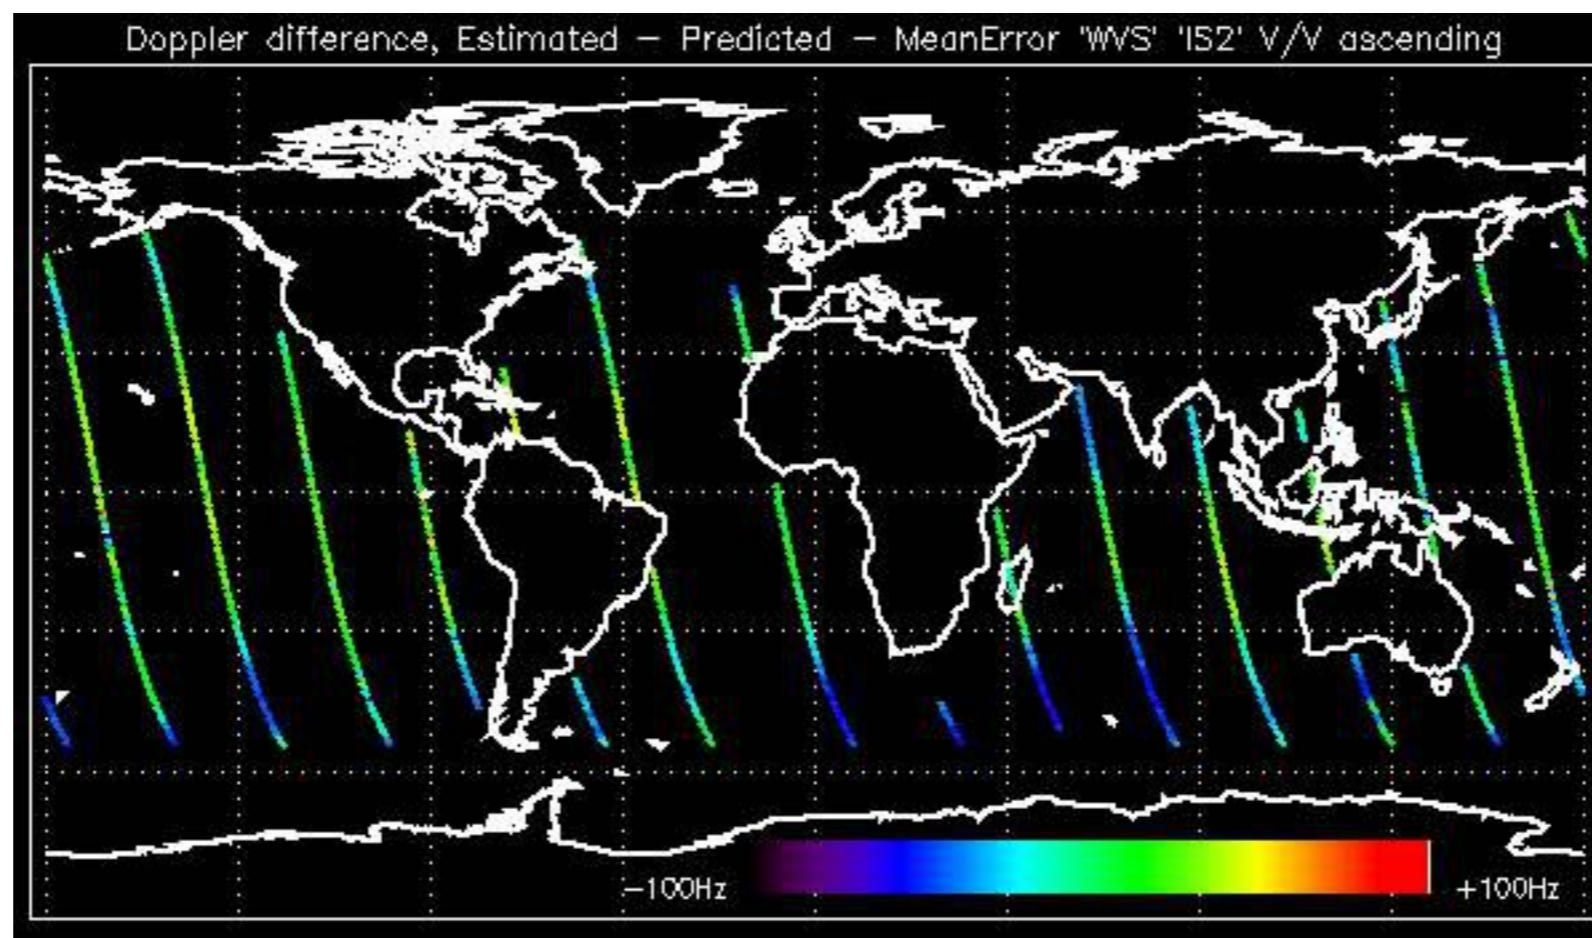 Doppler difference, Estimated – Predicted – MeanError 'WVS' 'IS2' V/V ascending
-100Hz
+100Hz